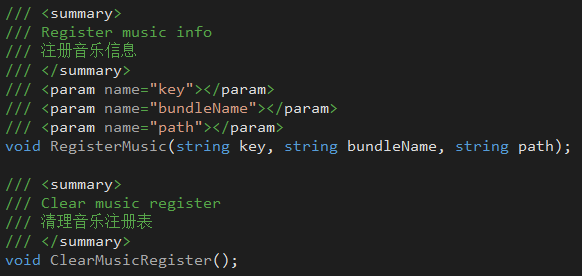 /// <summary>
/// Register music info
/// 注册音乐信息
/// </summary>
/// <param name="key"></param>
/// <param name="bundleName"></param>
/// <param name="path"></param>
void RegisterMusic(string key, string bundleName, string path);
/// <summary>
/// Clear music register
/// 清理音乐注册表
/// </summary>
void ClearMusicRegister();